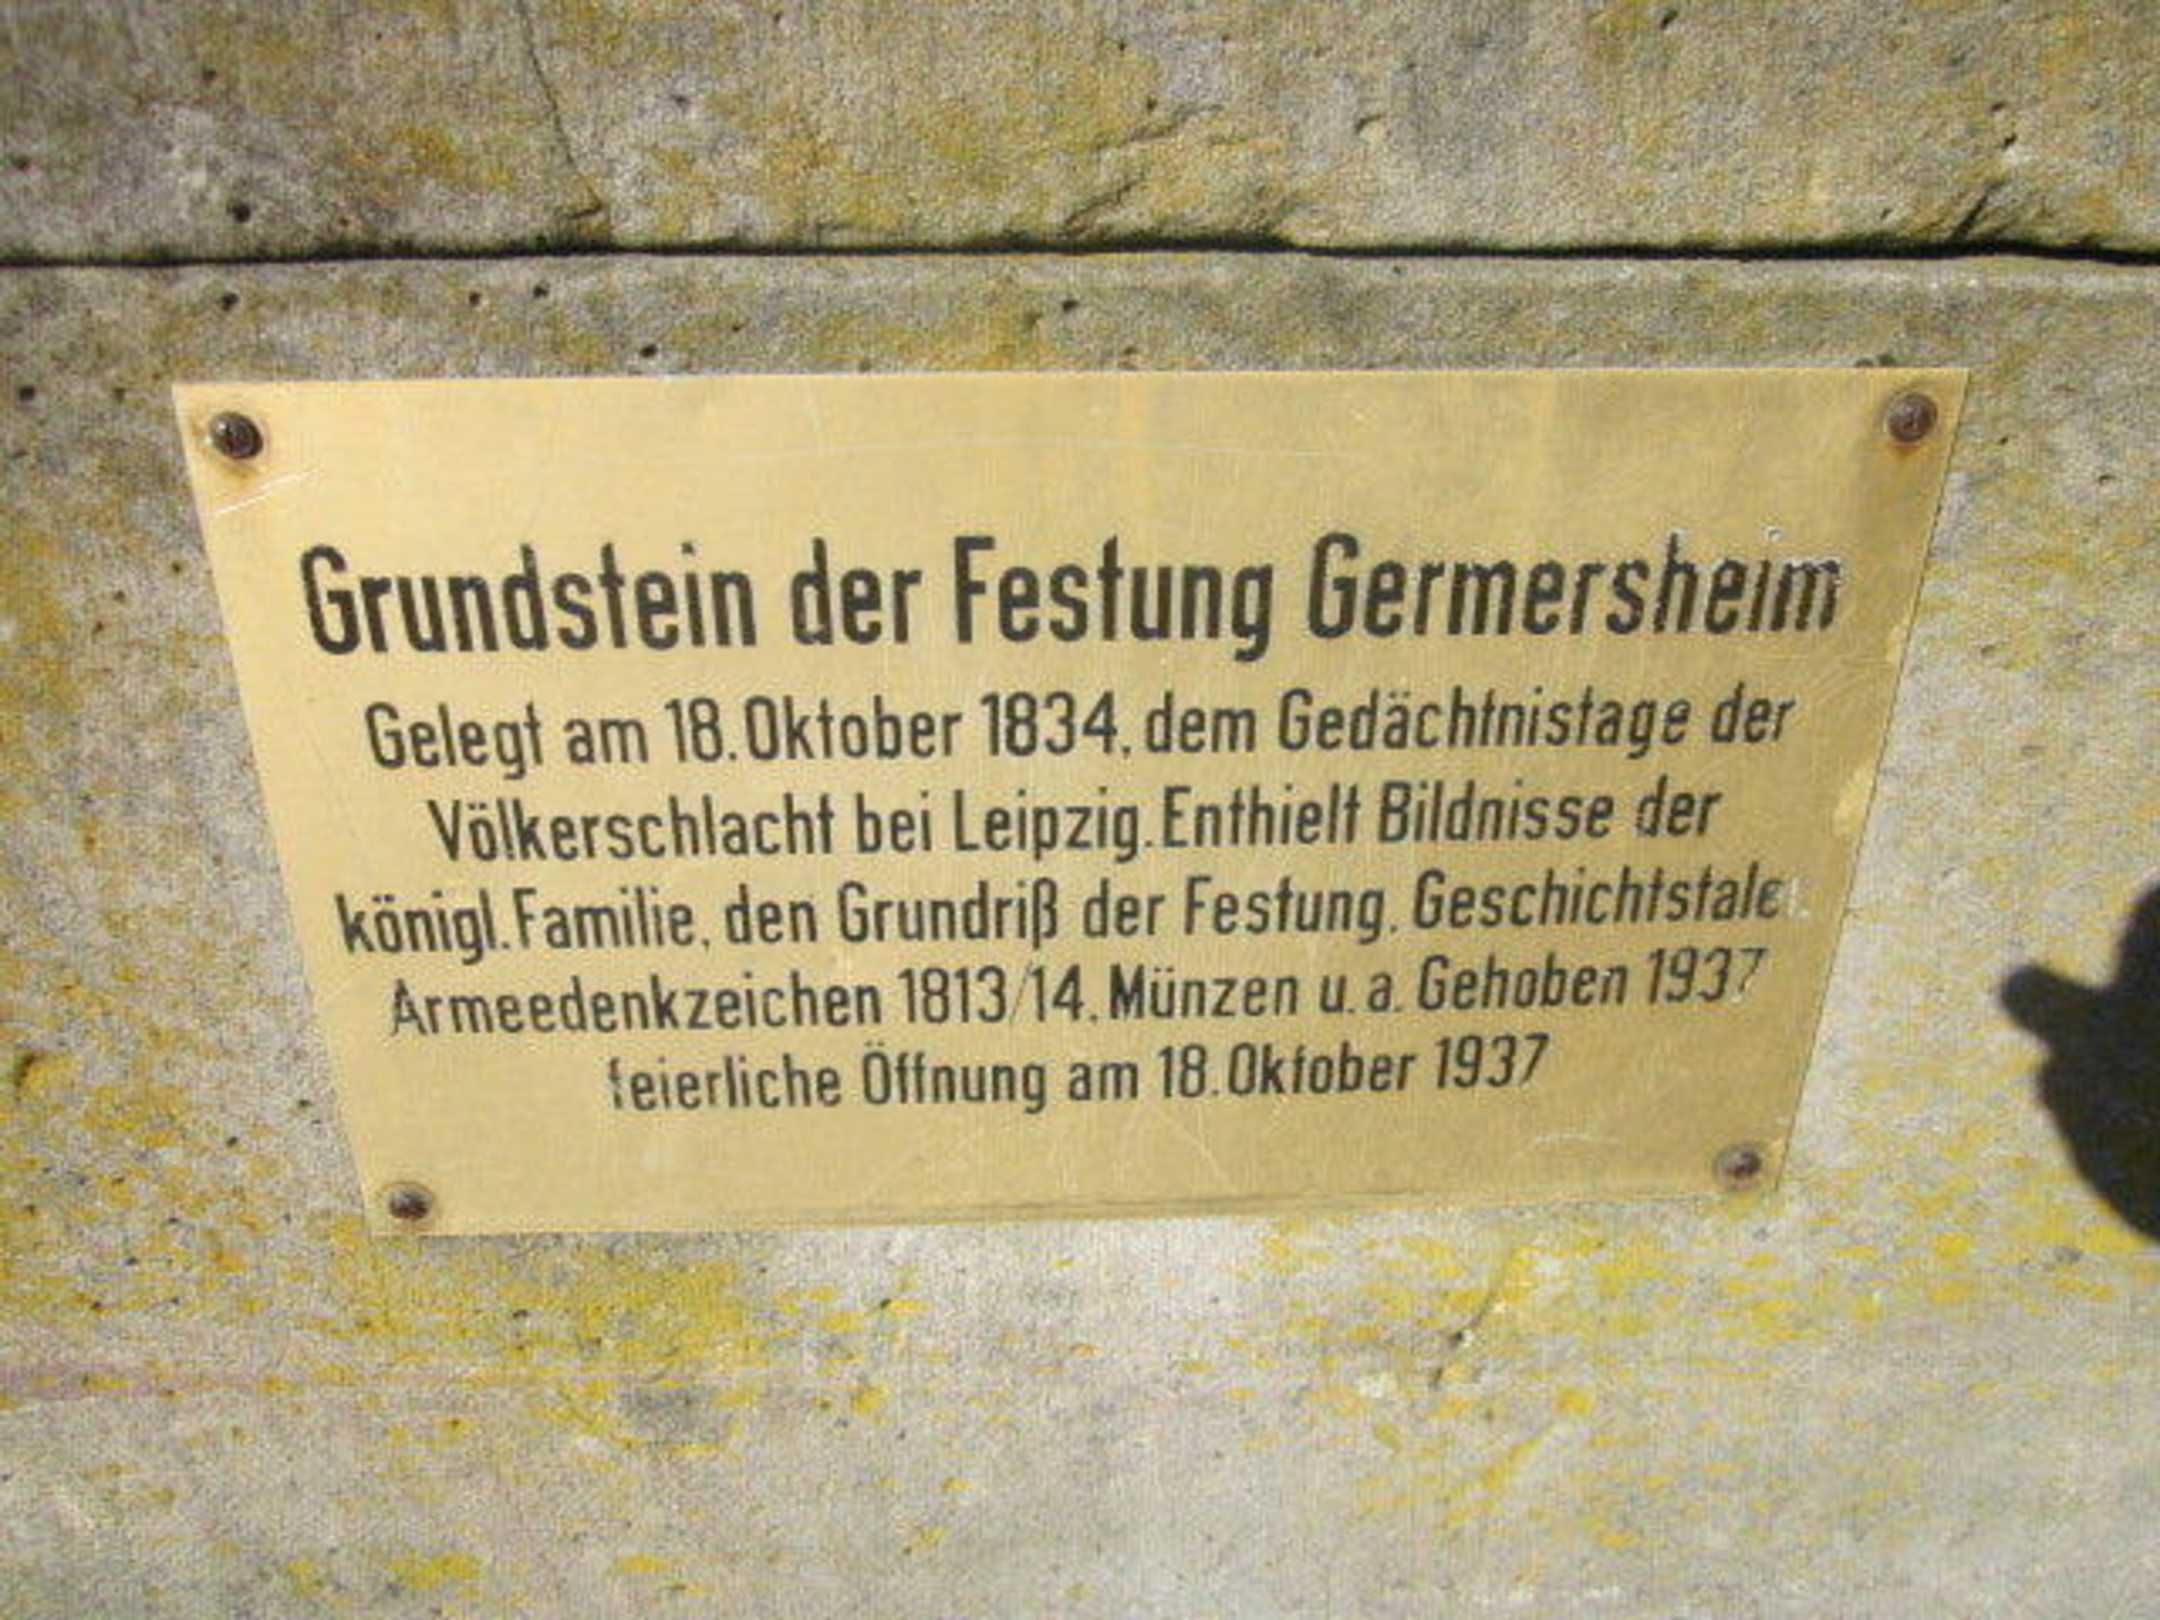 Grundstein der Festung Germersheim
Gelegt am 18. Oktober 1834, dem Gedächtnistage der
Völkerschlacht bei Leipzig. Enthielt Bildnisse der
königl. Familie, den Grundriß der Festung, Geschichtstaler,
Armeedenkzeichen 1813/14, Münzen u. a. Gehoben 1937
feierliche Öffnung am 18. Oktober 1937